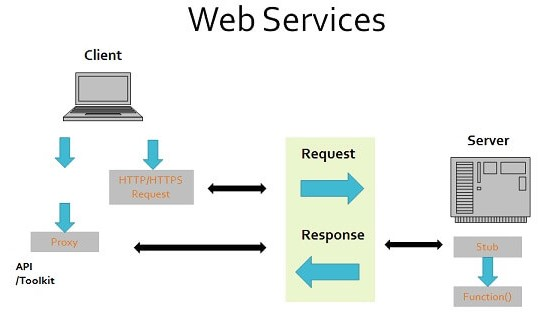 Web Services
Client
Server
HTTP/HTTPS
Request
Request
Response
Proxy
API
/Toolkit
Stub
Function()